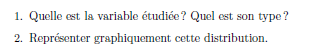 1. Quelle est la variable étudiée ? Quel est son type ?
2. Représenter graphiquement cette distribution.